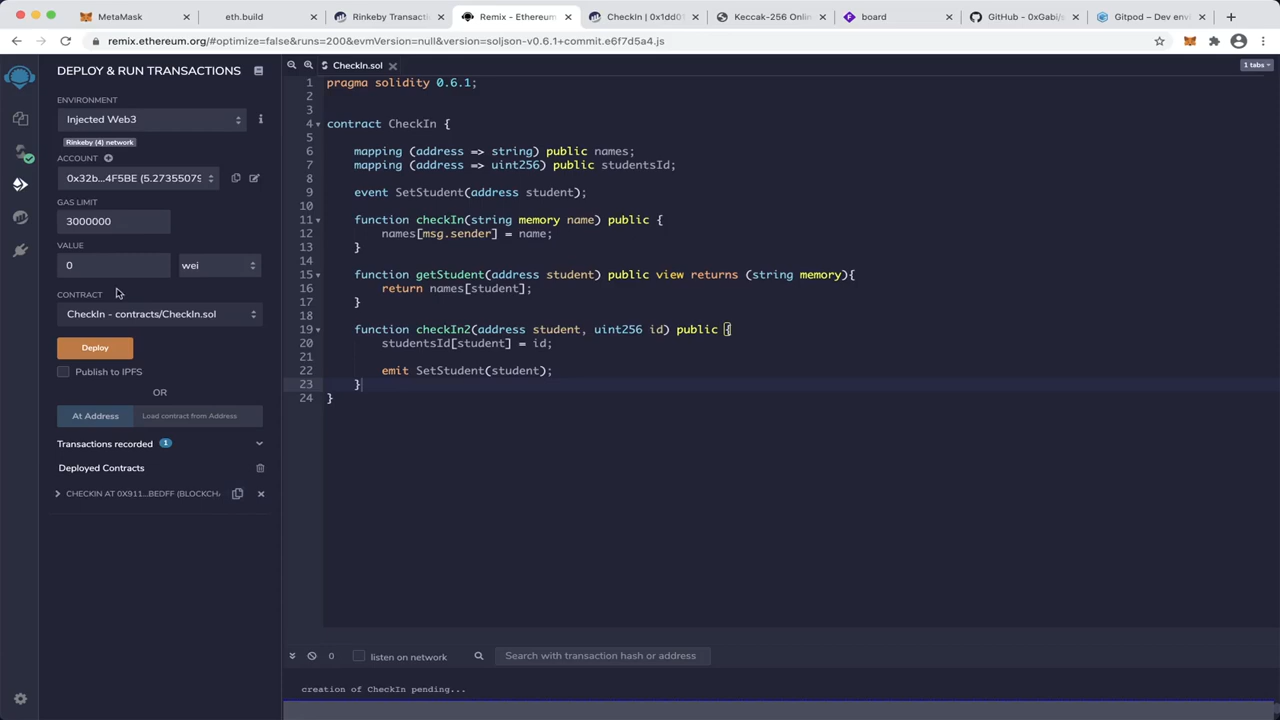 MetaMask
eth.build
Rinkeby Transactic
Remix - Ethereum
CheckIn | 0x1dd01
Keccak-256 Onlin
board
GitHub - 0xGabi/s
Gitpod – Dev envi
remix.ethereum.org/#optimize=false&runs=200&evmVersion=null&version=soljson-v0.6.1+commit.e6f7d5a4.js
DEPLOY & RUN TRANSACTIONS
ENVIRONMENT
Injected Web3
Rinkeby (4) network
ACCOUNT
0x32b...4F5BE (5.27355079
GAS LIMIT
3000000
VALUE
0
wei
CONTRACT
CheckIn - contracts/CheckIn.sol
Deploy
Publish to IPFS
OR
At Address
Load contract from Address
Transactions recorded 1
Deployed Contracts
CHECKIN AT 0X911...BEDFF (BLOCKCHA
CheckIn.sol
1 tabs
1 pragma solidity 0.6.1;
2
3
4 contract CheckIn {
5
6 mapping (address => string) public names;
7 mapping (address => uint256) public studentsId;
8
9 event SetStudent(address student);
10
11 function checkIn(string memory name) public {
12 names[msg.sender] = name;
13 }
14
15 function getStudent(address student) public view returns (string memory){
16 return names[student];
17 }
18
19 function checkIn2(address student, uint256 id) public {
20 studentsId[student] = id;
21
22 emit SetStudent(student);
23 }
24 }
0
listen on network
Search with transaction hash or address
creation of CheckIn pending...